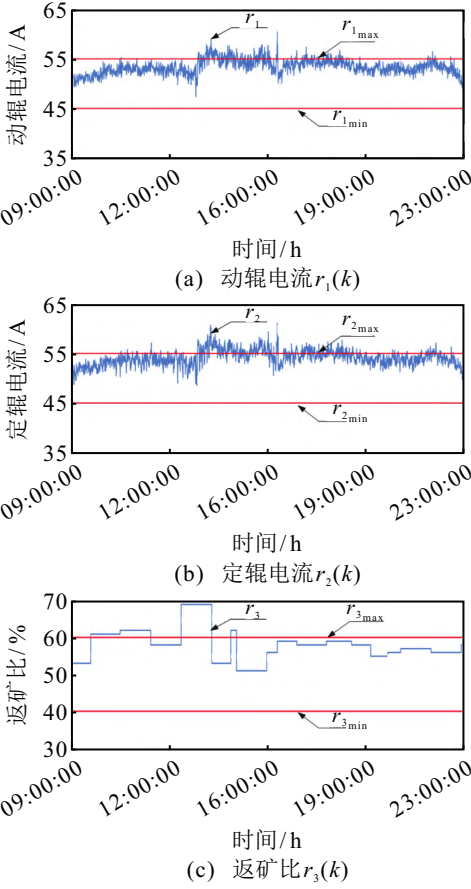 65
55
45
35
动辊电流/A
r₁
r₁max
r₁min
09:00:00 12:00:00 16:00:00 19:00:00 23:00:00
时间/h
(a) 动辊电流r₁(k)
65
55
45
35
定辊电流/A
r₂
r₂max
r₂min
09:00:00 12:00:00 16:00:00 19:00:00 23:00:00
时间/h
(b) 定辊电流r₂(k)
70
60
50
40
30
返矿比/%
r₃
r₃max
r₃min
09:00:00 12:00:00 16:00:00 19:00:00 23:00:00
时间/h
(c) 返矿比r₃(k)